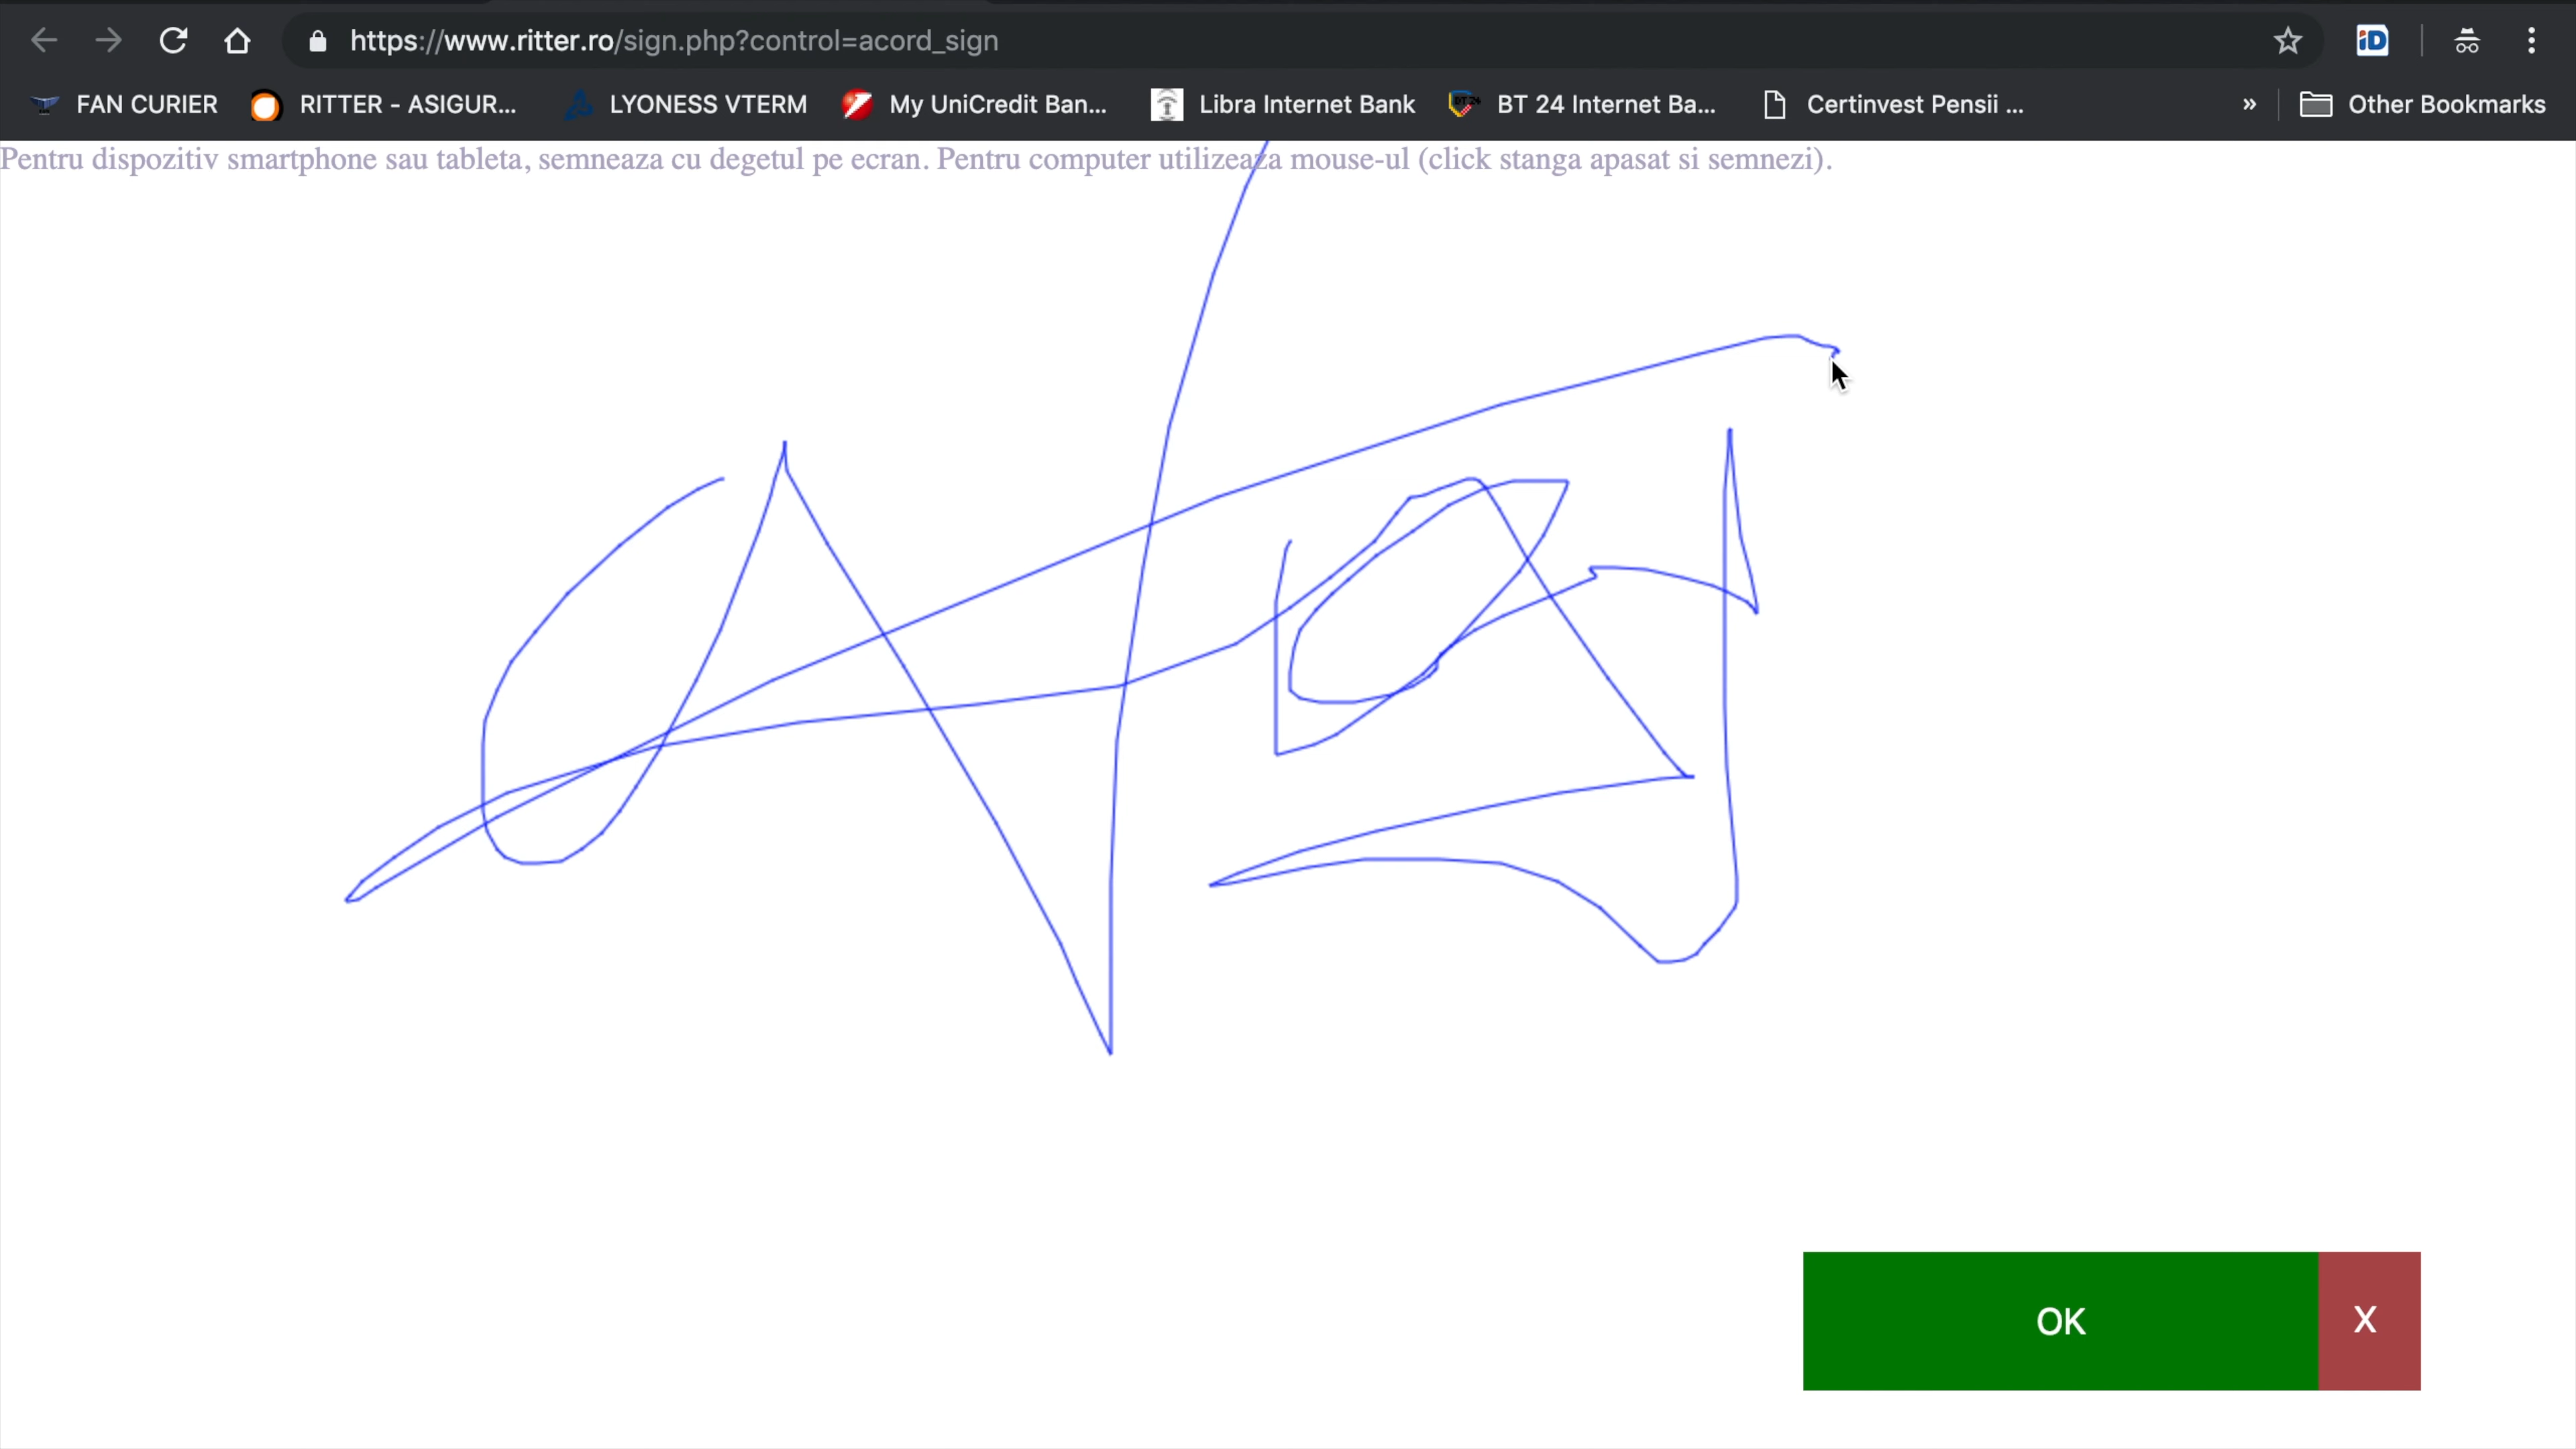 https://www.ritter.ro/sign.php?control=acord_sign
FAN CURIER RITTER - ASIGUR... LYONESS VTERM My UniCredit Ban... Libra Internet Bank BT 24 Internet Ba... Certinvest Pensii ... » Other Bookmarks
Pentru dispozitiv smartphone sau tableta, semneaza cu degetul pe ecran. Pentru computer utilizeaza mouse-ul (click stanga apasat si semnezi).
OK X